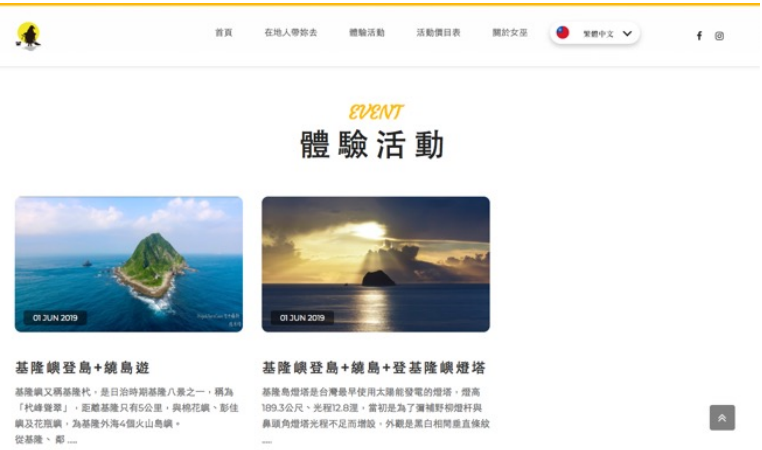 首頁 在地人帶妳去 體驗活動 活動價目表 關於女巫 繁體中文
EVENT
體驗活動
01 JUN 2019
01 JUN 2019
基隆嶼登島+繞島遊
基隆嶼又稱基隆杙，是日治時期基隆八景之一，稱為
「杙峰聳翠」，距離基隆只有5公里，與棉花嶼、彭佳
嶼及花瓶嶼，為基隆外海4個火山島嶼。
從基隆、 鄰 .....
基隆嶼登島+繞島+登基隆嶼燈塔
基隆島燈塔是台灣最早使用太陽能發電的燈塔，燈高
189.3公尺、光程12.8浬，當初是為了彌補野柳燈杆與
鼻頭角燈塔光程不足而增設，外觀是黑白相間垂直條紋
.....